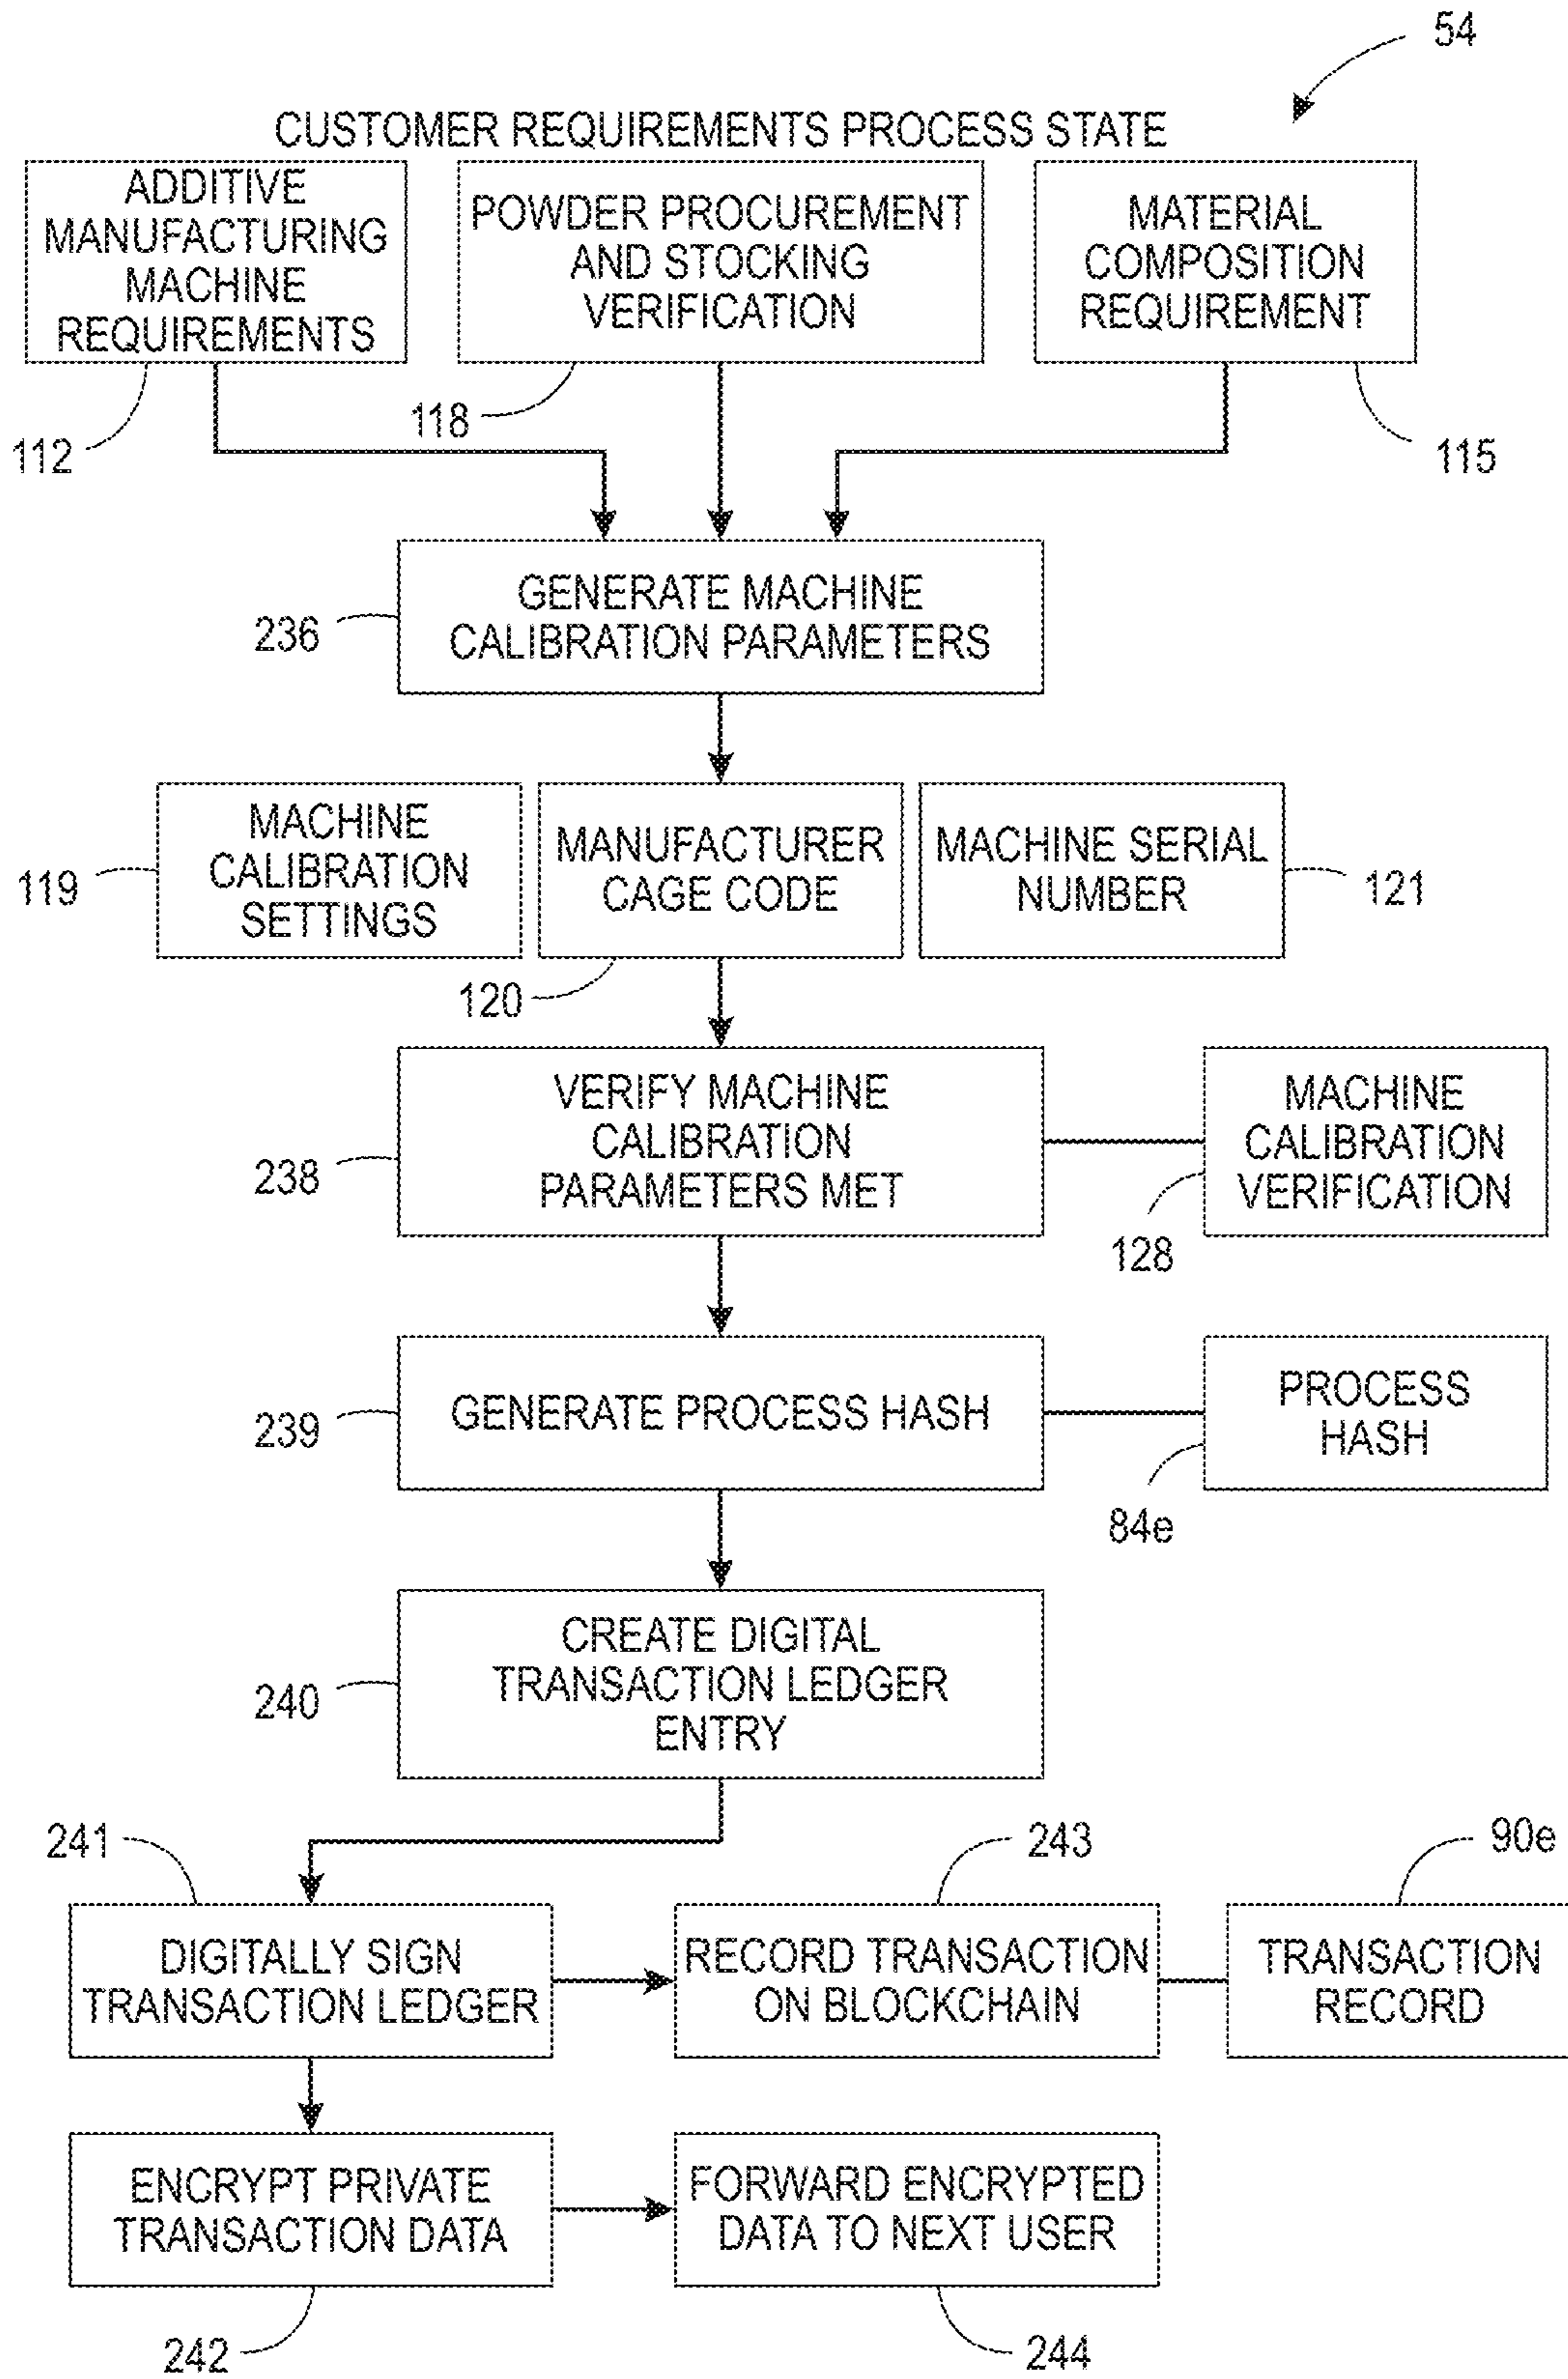 54
CUSTOMER REQUIREMENTS PROCESS STATE
ADDITIVE
MANUFACTURING
MACHINE
REQUIREMENTS
POWDER PROCUREMENT
AND STOCKING
VERIFICATION
MATERIAL
COMPOSITION
REQUIREMENT
112
118
115
GENERATE MACHINE
CALIBRATION PARAMETERS
236
MACHINE
CALIBRATION
SETTINGS
MANUFACTURER
CAGE CODE
MACHINE SERIAL
NUMBER
119
121
120
VERIFY MACHINE
CALIBRATION
PARAMETERS MET
MACHINE
CALIBRATION
VERIFICATION
238
128
GENERATE PROCESS HASH
PROCESS
HASH
239
84e
CREATE DIGITAL
TRANSACTION LEDGER
ENTRY
240
241
243
90e
DIGITALLY SIGN
TRANSACTION LEDGER
RECORD TRANSACTION
ON BLOCKCHAIN
TRANSACTION
RECORD
ENCRYPT PRIVATE
TRANSACTION DATA
FORWARD ENCRYPTED
DATA TO NEXT USER
242
244